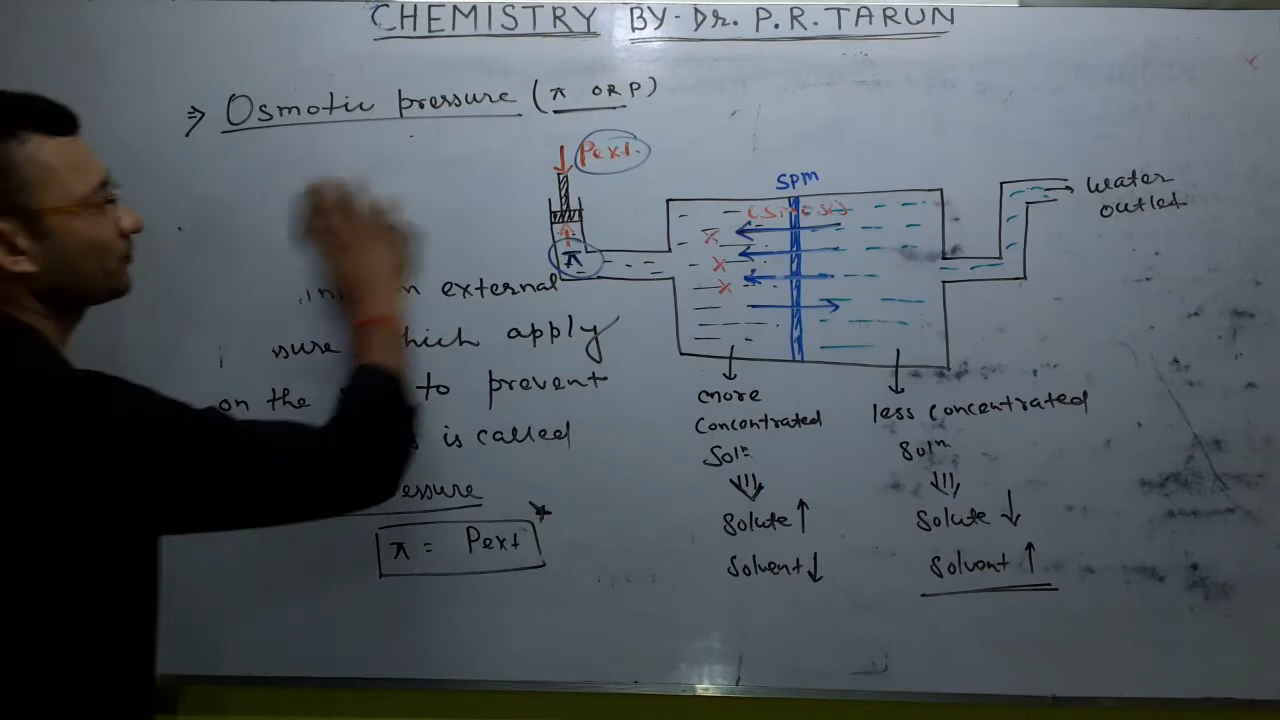 CHEMISTRY BY- Dr. P.R. TARUN
⇒ Osmotic pressure (π OR P)
Pext.
π
SPM
water
outlet
external
which apply
on the to prevent
is called
π = Pext
more
concentrated
Solⁿ
Solute ↑
Solvent ↓
less concentrated
Solⁿ
Solute ↓
Solvent ↑